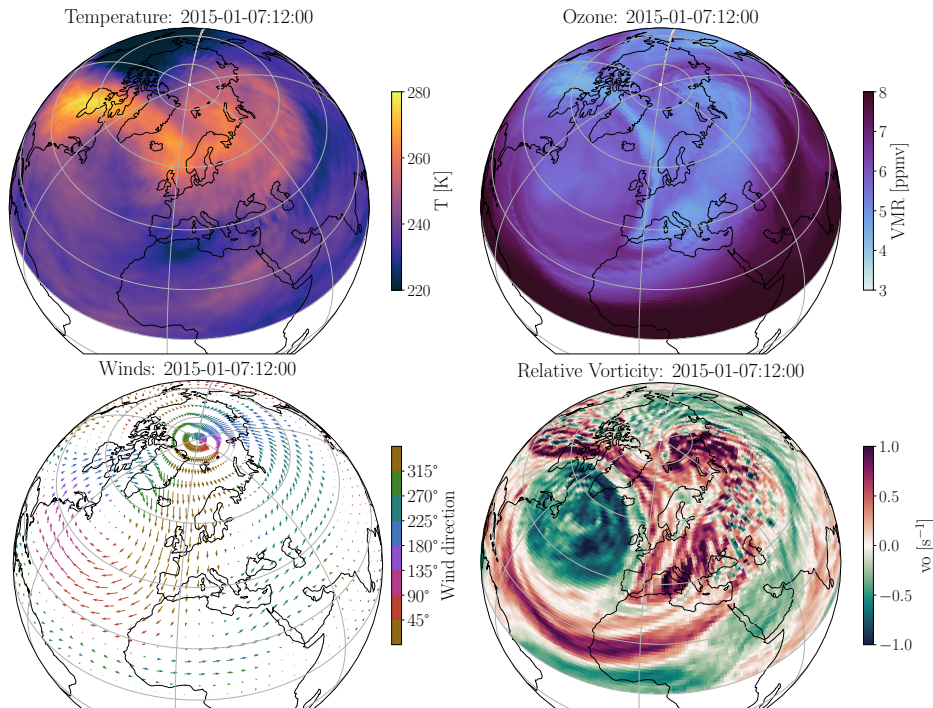 Temperature: 2015-01-07:12:00
280
260
240
220
T [K]
Ozone: 2015-01-07:12:00
8
7
6
5
4
3
VMR [ppmv]
Winds: 2015-01-07:12:00
315°
270°
225°
180°
135°
90°
45°
Wind direction
Relative Vorticity: 2015-01-07:12:00
1.0
0.5
0.0
−0.5
−1.0
vo [s⁻¹]